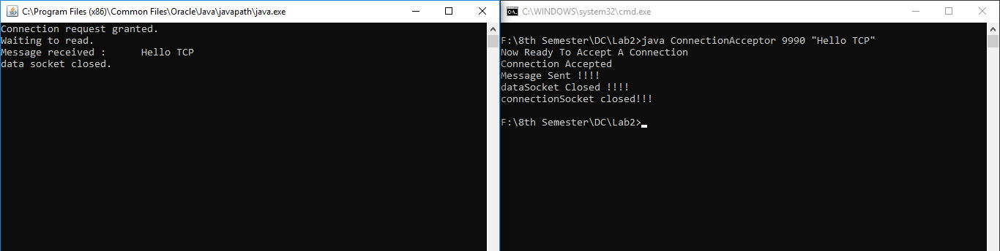 C:\Program Files (x86)\Common Files\Oracle\Java\javapath\java.exe
Connection request granted.
Waiting to read.
Message received :      Hello TCP
data socket closed.
C:\WINDOWS\system32\cmd.exe
F:\8th Semester\DC\Lab2>java ConnectionAcceptor 9990 "Hello TCP"
Now Ready To Accept A Connection
Connection Accepted
Message Sent !!!!
dataSocket Closed !!!!
connectionSocket closed!!!
F:\8th Semester\DC\Lab2>